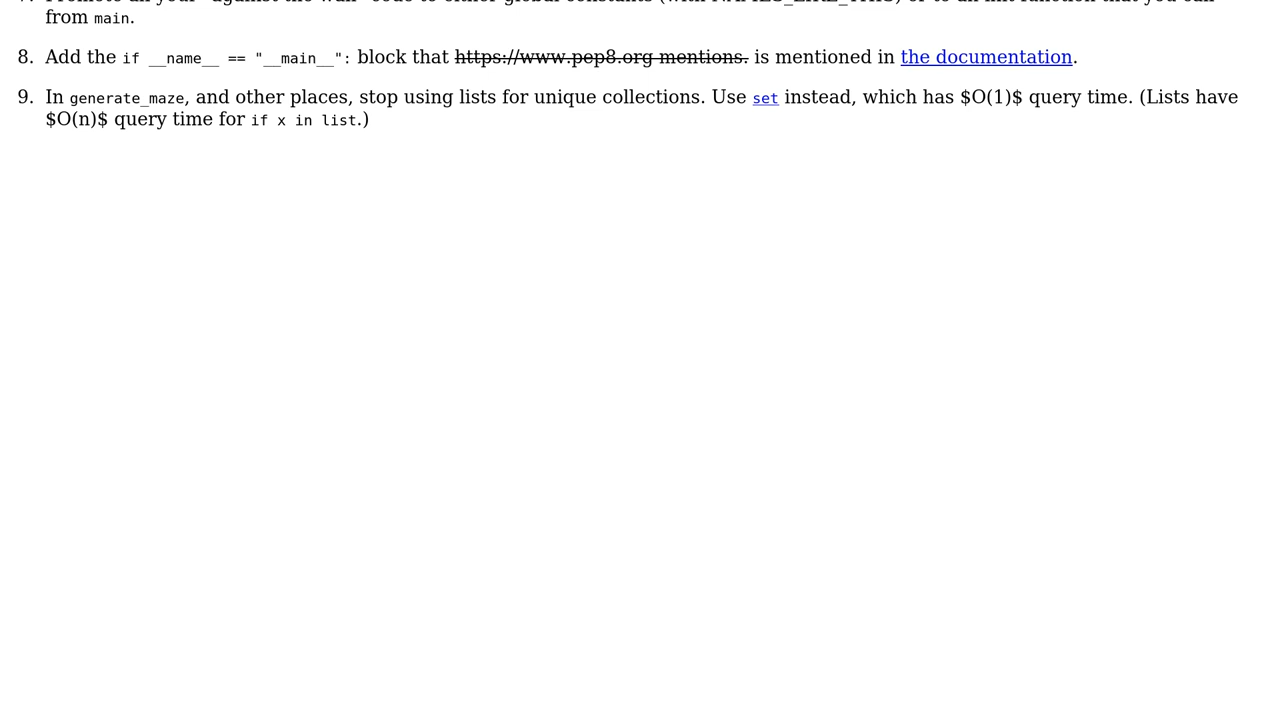 from main.
8. Add the if __name__ == "__main__": block that https://www.pep8.org mentions. is mentioned in the documentation.
9. In generate_maze, and other places, stop using lists for unique collections. Use set instead, which has $O(1)$ query time. (Lists have
$O(n)$ query time for if x in list.)